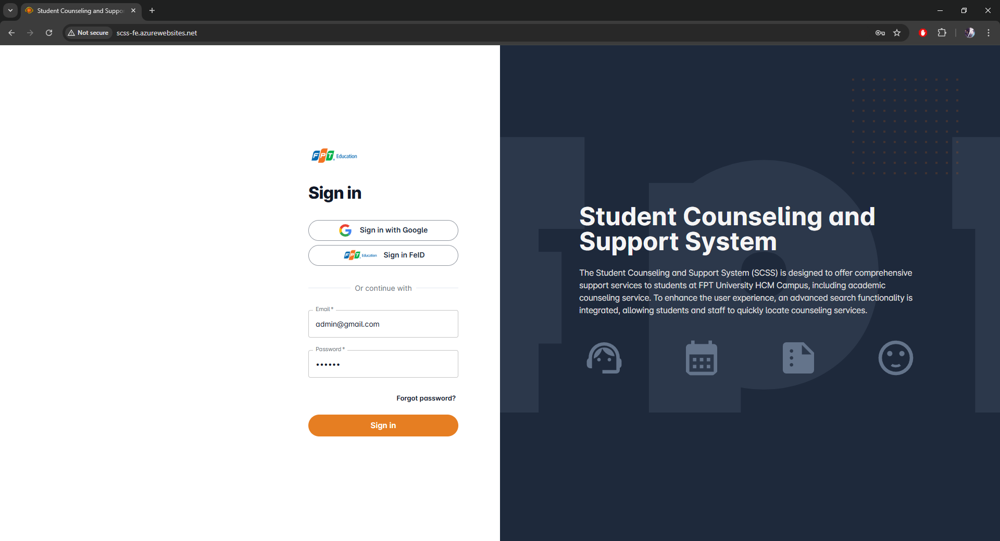 Student Counseling and Suppo
Not secure
scss-fe.azurewebsites.net
FPT Education
Sign in
Sign in with Google
FPT Education Sign in FeID
Or continue with
Email *
admin@gmail.com
Password *
••••••
Forgot password?
Sign in
fpt
Student Counseling and
Support System
The Student Counseling and Support System (SCSS) is designed to offer comprehensive
support services to students at FPT University HCM Campus, including academic
counseling service. To enhance the user experience, an advanced search functionality is
integrated, allowing students and staff to quickly locate counseling services.